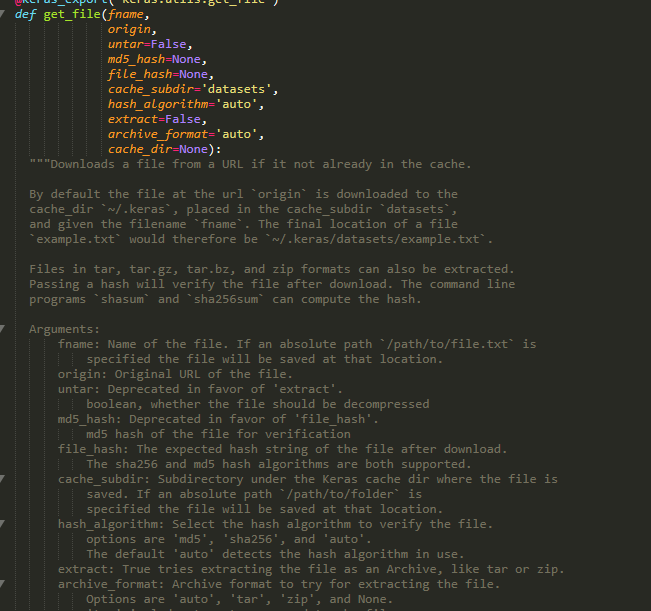 @keras_export('keras.utils.get_file')
def get_file(fname,
origin,
untar=False,
md5_hash=None,
file_hash=None,
cache_subdir='datasets',
hash_algorithm='auto',
extract=False,
archive_format='auto',
cache_dir=None):
"""Downloads a file from a URL if it not already in the cache.
By default the file at the url `origin` is downloaded to the
cache_dir `~/.keras`, placed in the cache_subdir `datasets`,
and given the filename `fname`. The final location of a file
`example.txt` would therefore be `~/.keras/datasets/example.txt`.
Files in tar, tar.gz, tar.bz, and zip formats can also be extracted.
Passing a hash will verify the file after download. The command line
programs `shasum` and `sha256sum` can compute the hash.
Arguments:
fname: Name of the file. If an absolute path `/path/to/file.txt` is
specified the file will be saved at that location.
origin: Original URL of the file.
untar: Deprecated in favor of 'extract'.
boolean, whether the file should be decompressed
md5_hash: Deprecated in favor of 'file_hash'.
md5 hash of the file for verification
file_hash: The expected hash string of the file after download.
The sha256 and md5 hash algorithms are both supported.
cache_subdir: Subdirectory under the Keras cache dir where the file is
saved. If an absolute path `/path/to/folder` is
specified the file will be saved at that location.
hash_algorithm: Select the hash algorithm to verify the file.
options are 'md5', 'sha256', and 'auto'.
The default 'auto' detects the hash algorithm in use.
extract: True tries extracting the file as an Archive, like tar or zip.
archive_format: Archive format to try for extracting the file.
Options are 'auto', 'tar', 'zip', and None.